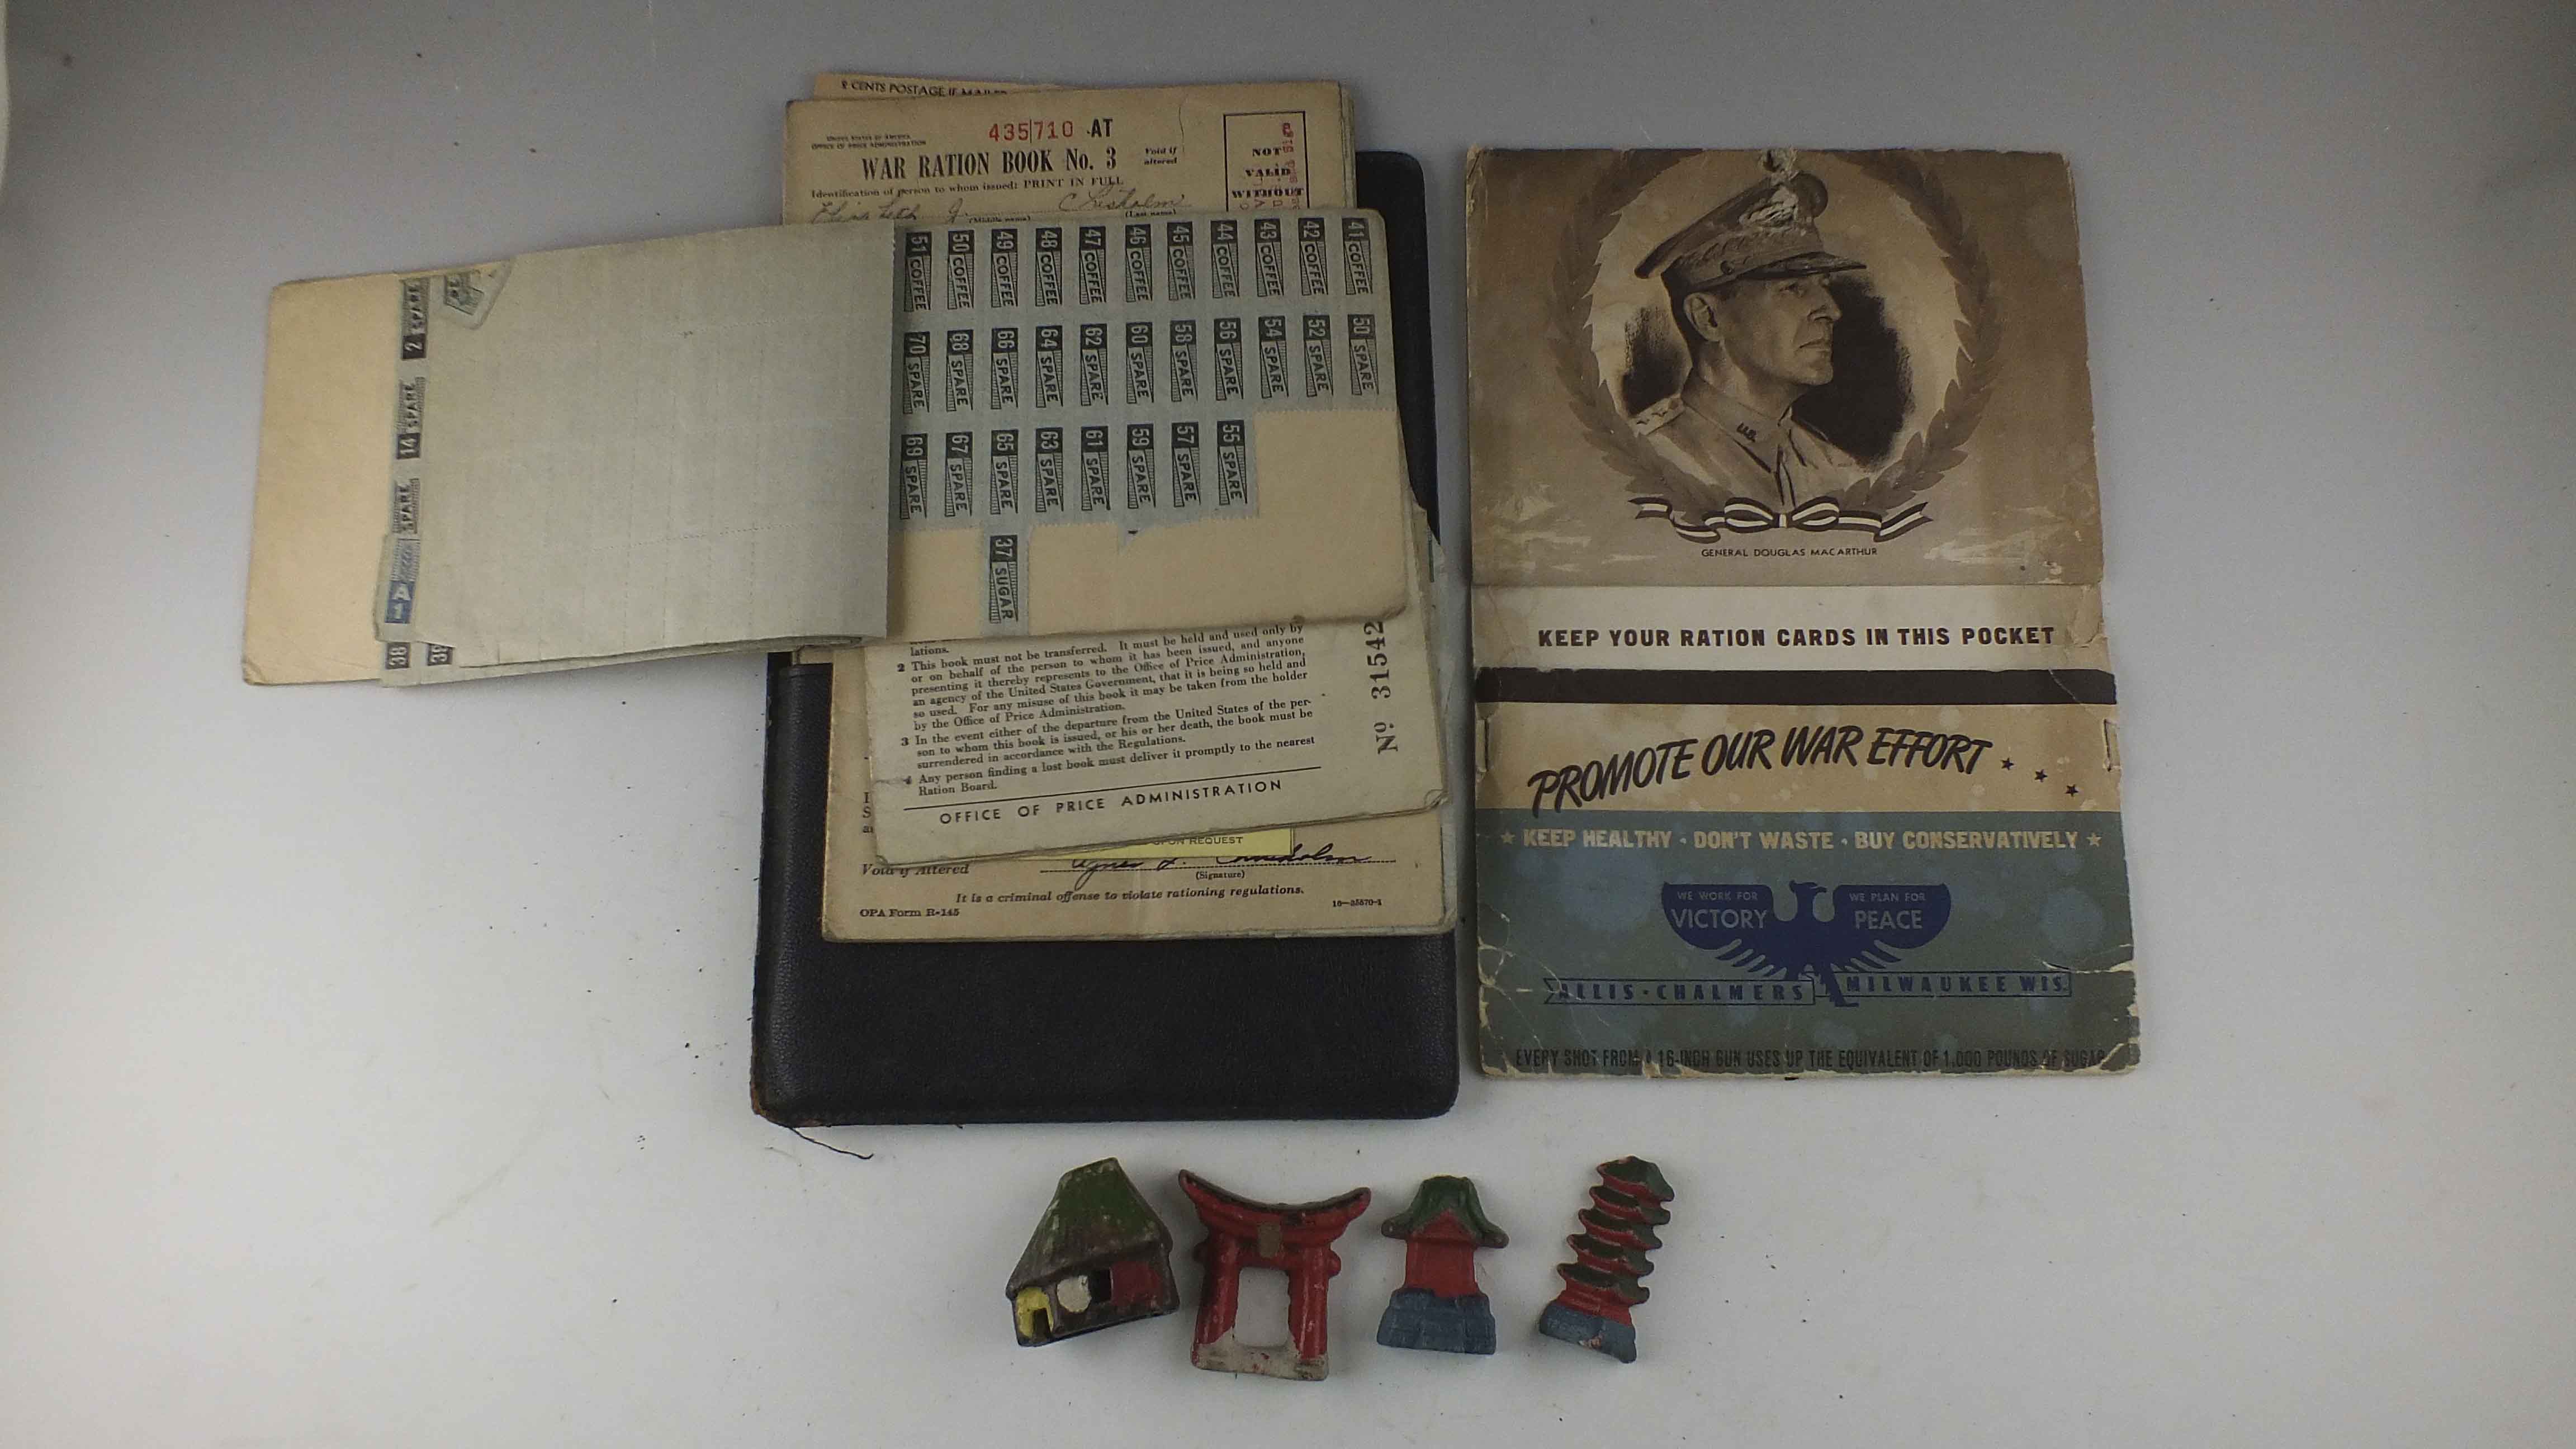 2 CENTS POSTAGE IF MAILED
435710 AT
UNITED STATES OF AMERICA
OFFICE OF PRICE ADMINISTRATION
WAR RATION BOOK No. 3
Void if
altered
NOT
VALID
WITHOUT
Identification of person to whom issued: PRINT IN FULL
J. Chisholm
(Middle name) (Last name)
51 COFFEE 50 COFFEE 49 COFFEE 48 COFFEE 47 COFFEE 46 COFFEE 45 COFFEE 44 COFFEE 43 COFFEE 42 COFFEE 41 COFFEE
70 SPARE 68 SPARE 66 SPARE 64 SPARE 62 SPARE 60 SPARE 58 SPARE 56 SPARE 54 SPARE 52 SPARE 50 SPARE
69 SPARE 67 SPARE 65 SPARE 63 SPARE 61 SPARE 59 SPARE 57 SPARE 55 SPARE
37 SUGAR
2 SPARE
14 SPARE
SPARE
A
1
38
39
lations.
2 This book must not be transferred. It must be held and used only by
or on behalf of the person to whom it has been issued, and anyone
presenting it thereby represents to the Office of Price Administration,
an agency of the United States Government, that it is being so held and
so used. For any misuse of this book it may be taken from the holder
by the Office of Price Administration.
3 In the event either of the departure from the United States of the per-
son to whom this book is issued, or his or her death, the book must be
surrendered in accordance with the Regulations.
4 Any person finding a lost book must deliver it promptly to the nearest
Ration Board.
OFFICE OF PRICE ADMINISTRATION
No 31542
UPON REQUEST
Void if Altered
Agnes J. Chisholm
(Signature)
It is a criminal offense to violate rationing regulations.
OPA Form R-145
16—35570-1
U.S.
GENERAL DOUGLAS MACARTHUR
KEEP YOUR RATION CARDS IN THIS POCKET
PROMOTE OUR WAR EFFORT
KEEP HEALTHY • DON'T WASTE • BUY CONSERVATIVELY
WE WORK FOR
VICTORY
WE PLAN FOR
PEACE
ALLIS-CHALMERS MILWAUKEE WIS.
EVERY SHOT FROM A 16-INCH GUN USES UP THE EQUIVALENT OF 1,000 POUNDS OF SUGAR